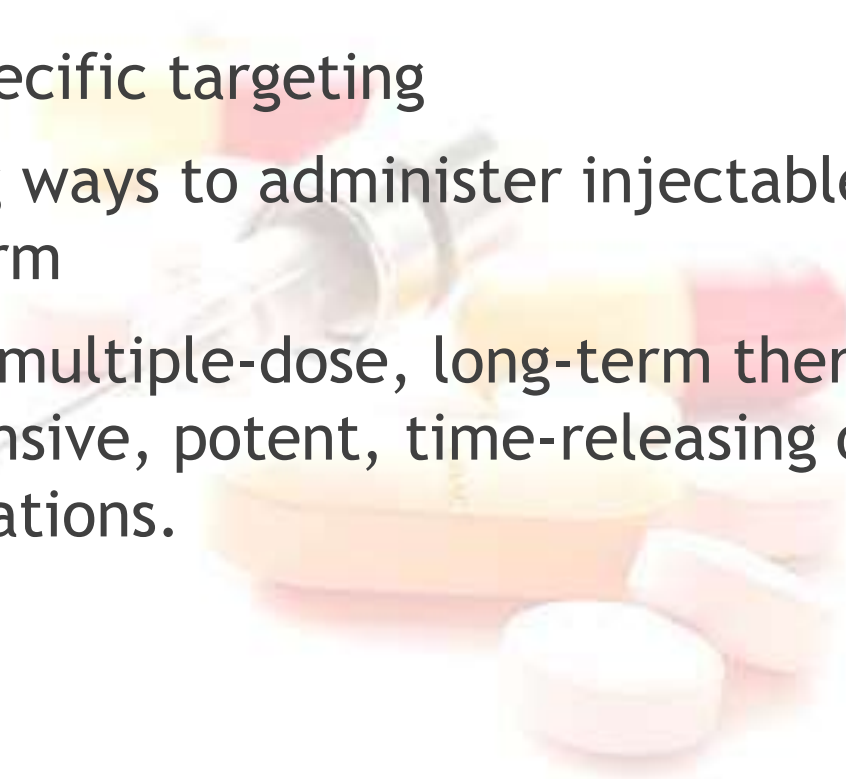 ecific targeting
ways to administer injectable
rm
multiple-dose, long-term ther
nsive, potent, time-releasing
ations.